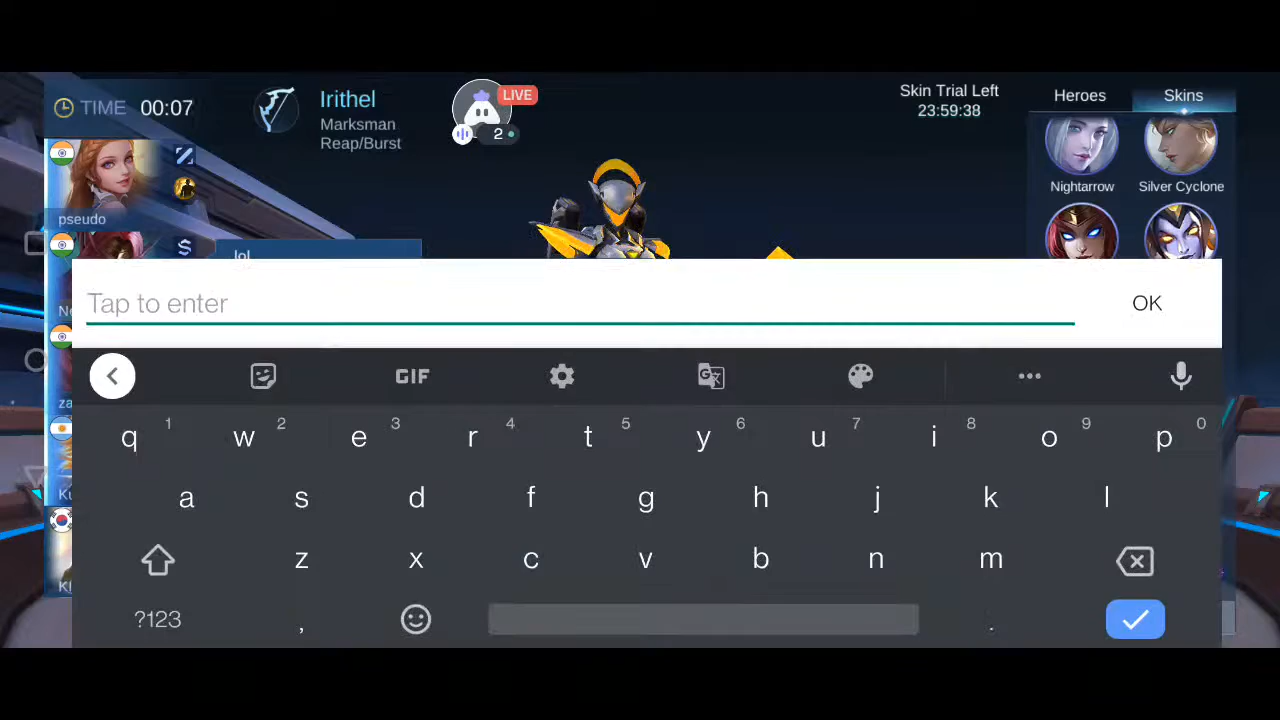 TIME 00:07
Irithel
Marksman
Reap/Burst
LIVE
2
Skin Trial Left
23:59:38
Heroes Skins
Nightarrow Silver Cyclone
pseudo
lol
Tap to enter
OK
GIF
q 1 w 2 e 3 r 4 t 5 y 6 u 7 i 8 o 9 p 0
a s d f g h j k l
z x c v b n m
?123 , .